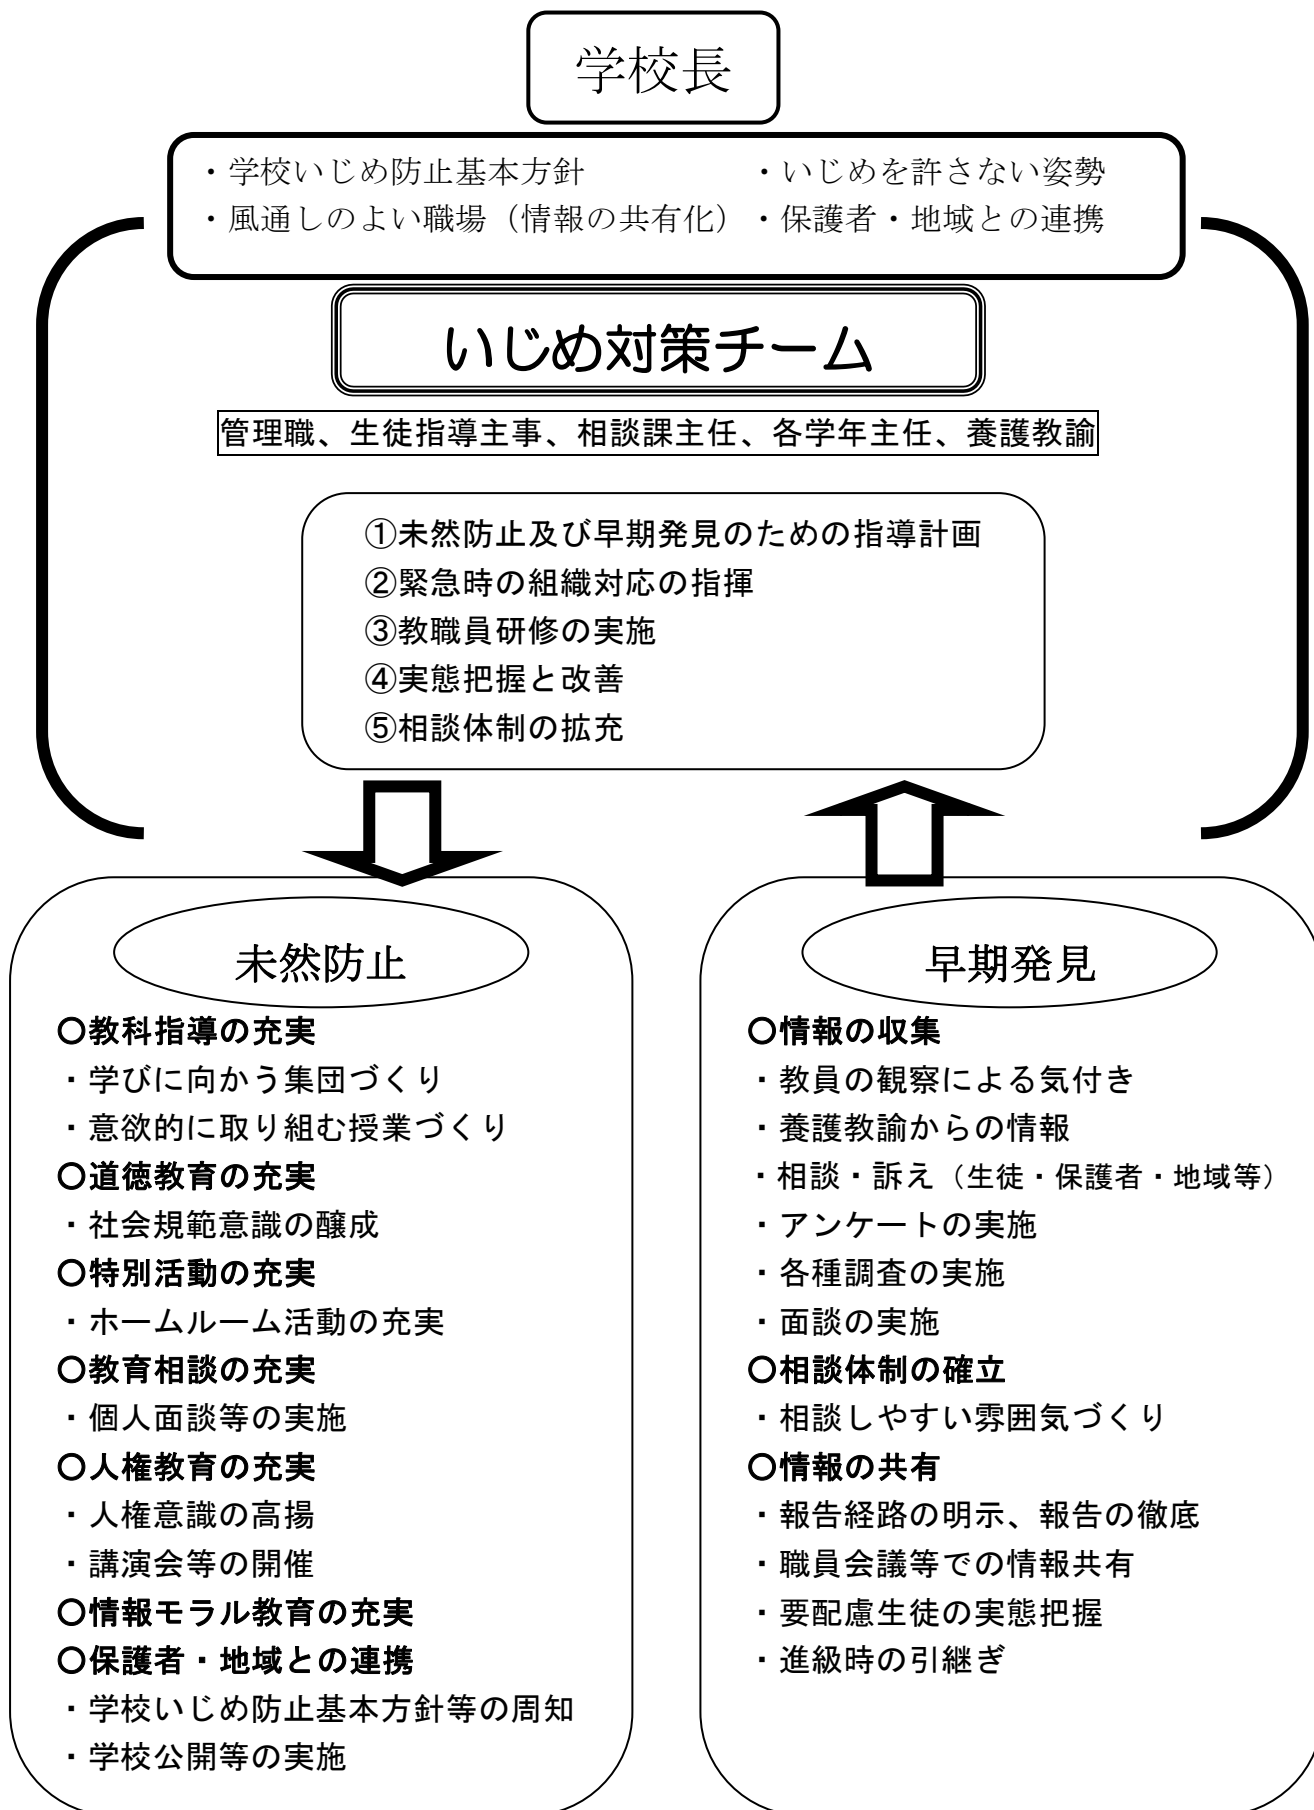 学校長
・学校いじめ防止基本方針 ・いじめを許さない姿勢
・風通しのよい職場（情報の共有化） ・保護者・地域との連携
いじめ対策チーム
管理職、生徒指導主事、相談課主任、各学年主任、養護教諭
①未然防止及び早期発見のための指導計画
②緊急時の組織対応の指揮
③教職員研修の実施
④実態把握と改善
⑤相談体制の拡充
未然防止
〇教科指導の充実
・学びに向かう集団づくり
・意欲的に取り組む授業づくり
〇道徳教育の充実
・社会規範意識の醸成
〇特別活動の充実
・ホームルーム活動の充実
〇教育相談の充実
・個人面談等の実施
〇人権教育の充実
・人権意識の高揚
・講演会等の開催
〇情報モラル教育の充実
〇保護者・地域との連携
・学校いじめ防止基本方針等の周知
・学校公開等の実施
早期発見
〇情報の収集
・教員の観察による気付き
・養護教諭からの情報
・相談・訴え（生徒・保護者・地域等）
・アンケートの実施
・各種調査の実施
・面談の実施
〇相談体制の確立
・相談しやすい雰囲気づくり
〇情報の共有
・報告経路の明示、報告の徹底
・職員会議等での情報共有
・要配慮生徒の実態把握
・進級時の引継ぎ